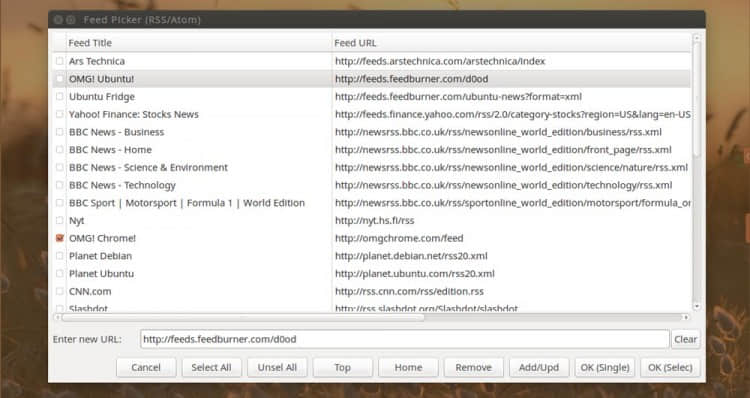 Feed Picker (RSS/Atom)
Feed Title Feed URL
Ars Technica http://feeds.arstechnica.com/arstechnica/index
OMG! Ubuntu! http://feeds.feedburner.com/d0od
Ubuntu Fridge http://feeds.feedburner.com/ubuntu-news?format=xml
Yahoo! Finance: Stocks News http://feeds.finance.yahoo.com/rss/2.0/category-stocks?region=US&lang=en-US
BBC News - Business http://newsrss.bbc.co.uk/rss/newsonline_world_edition/business/rss.xml
BBC News - Home http://newsrss.bbc.co.uk/rss/newsonline_world_edition/front_page/rss.xml
BBC News - Science & Environment http://newsrss.bbc.co.uk/rss/newsonline_world_edition/science/nature/rss.xml
BBC News - Technology http://newsrss.bbc.co.uk/rss/newsonline_world_edition/technology/rss.xml
BBC Sport | Motorsport | Formula 1 | World Edition http://newsrss.bbc.co.uk/rss/sportonline_world_edition/motorsport/formula_o
Nyt http://nyt.hs.fi/rss
OMG! Chrome! http://omgchrome.com/feed
Planet Debian http://planet.debian.net/rss20.xml
Planet Ubuntu http://planet.ubuntu.com/rss20.xml
CNN.com http://rss.cnn.com/rss/edition.rss
Slashdot http://rss.slashdot.org/Slashdot/slashdot
Enter new URL: http://feeds.feedburner.com/d0od Clear
Cancel Select All Unsel All Top Home Remove Add/Upd OK (Single) OK (Selec)